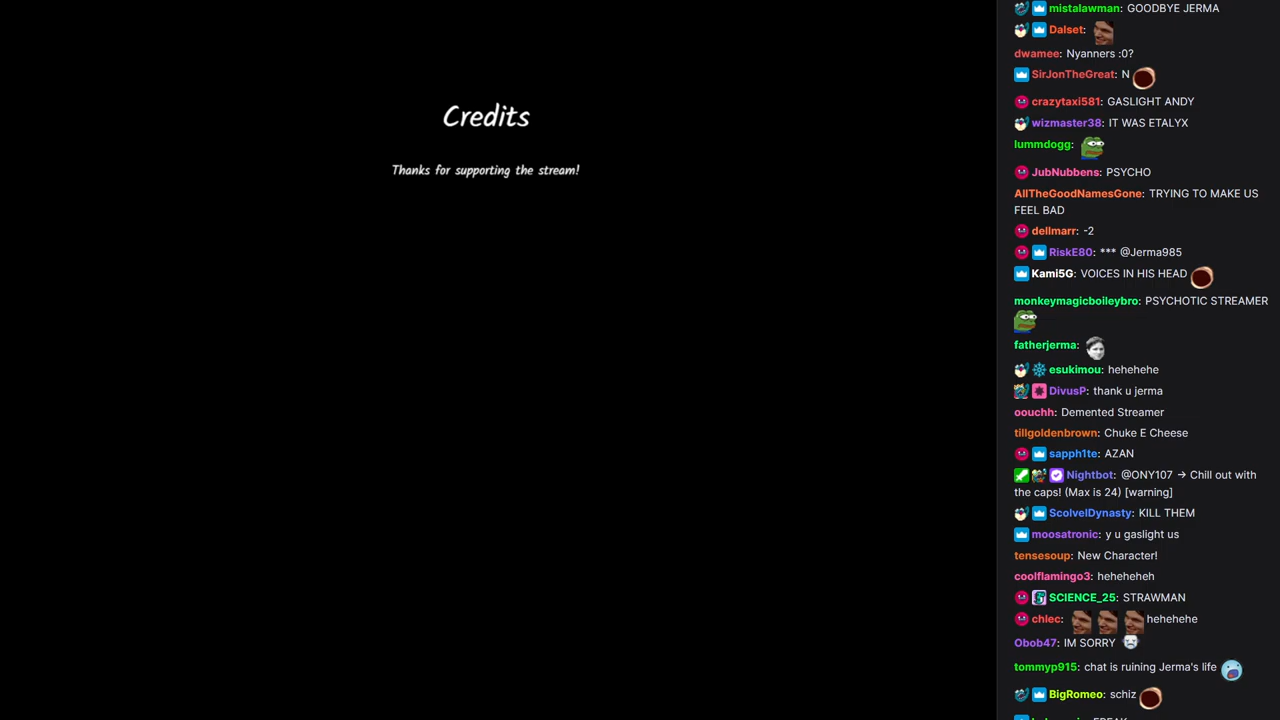 Credits
Thanks for supporting the stream!
mistalawman: GOODBYE JERMA
Dalset:
dwamee: Nyanners :0?
SirJonTheGreat: N
crazytaxi581: GASLIGHT ANDY
wizmaster38: IT WAS ETALYX
lummdogg:
JubNubbens: PSYCHO
AllTheGoodNamesGone: TRYING TO MAKE US
FEEL BAD
dellmarr: -2
RiskE80: *** @Jerma985
Kami5G: VOICES IN HIS HEAD
monkeymagicboileybro: PSYCHOTIC STREAMER
fatherjerma:
esukimou: hehehehe
DivusP: thank u jerma
oouchh: Demented Streamer
tillgoldenbrown: Chuke E Cheese
sapph1te: AZAN
Nightbot: @ONY107 → Chill out with
the caps! (Max is 24) [warning]
ScolvelDynasty: KILL THEM
moosatronic: y u gaslight us
tensesoup: New Character!
coolflamingo3: heheheheh
SCIENCE_25: STRAWMAN
chlec: hehehehe
Obob47: IM SORRY
tommyp915: chat is ruining Jerma's life
BigRomeo: schiz